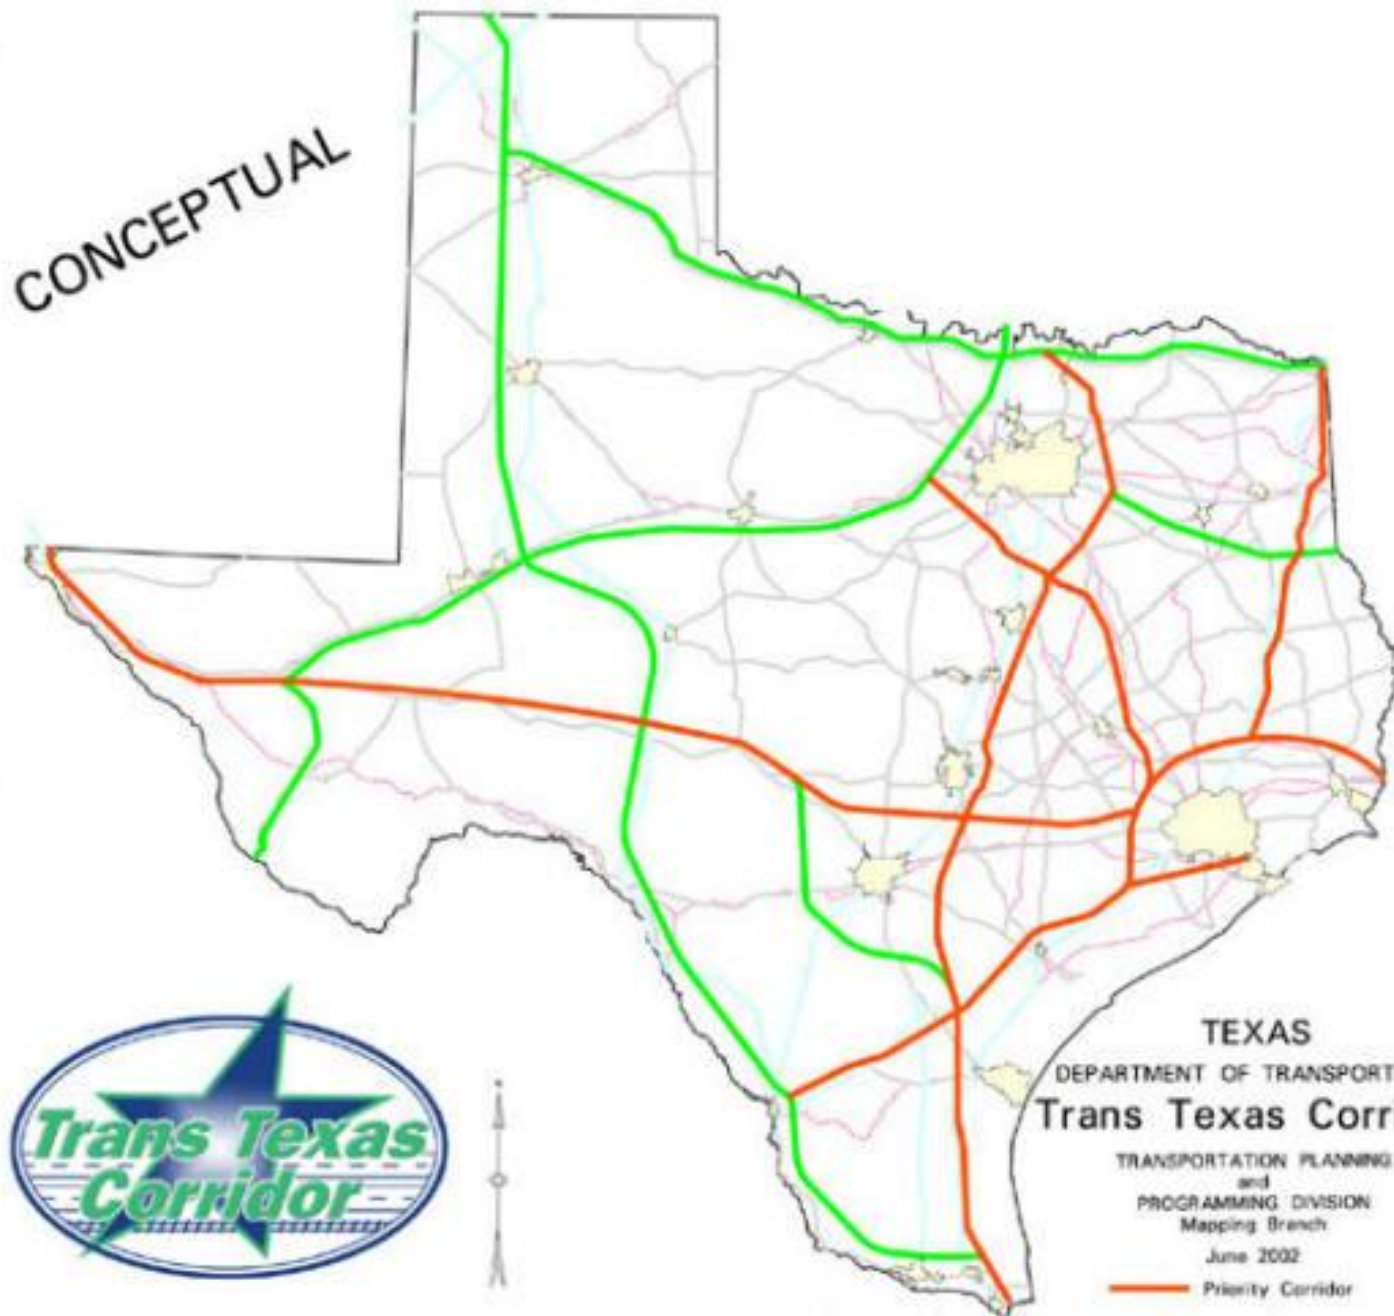 CONCEPTUAL
Trans Texas
Corridor
TEXAS
DEPARTMENT OF TRANSPORT
Trans Texas Corr
TRANSPORTATION PLANNING
and
PROGRAMMING DIVISION
Mapping Branch
June 2002
Priority Corridor